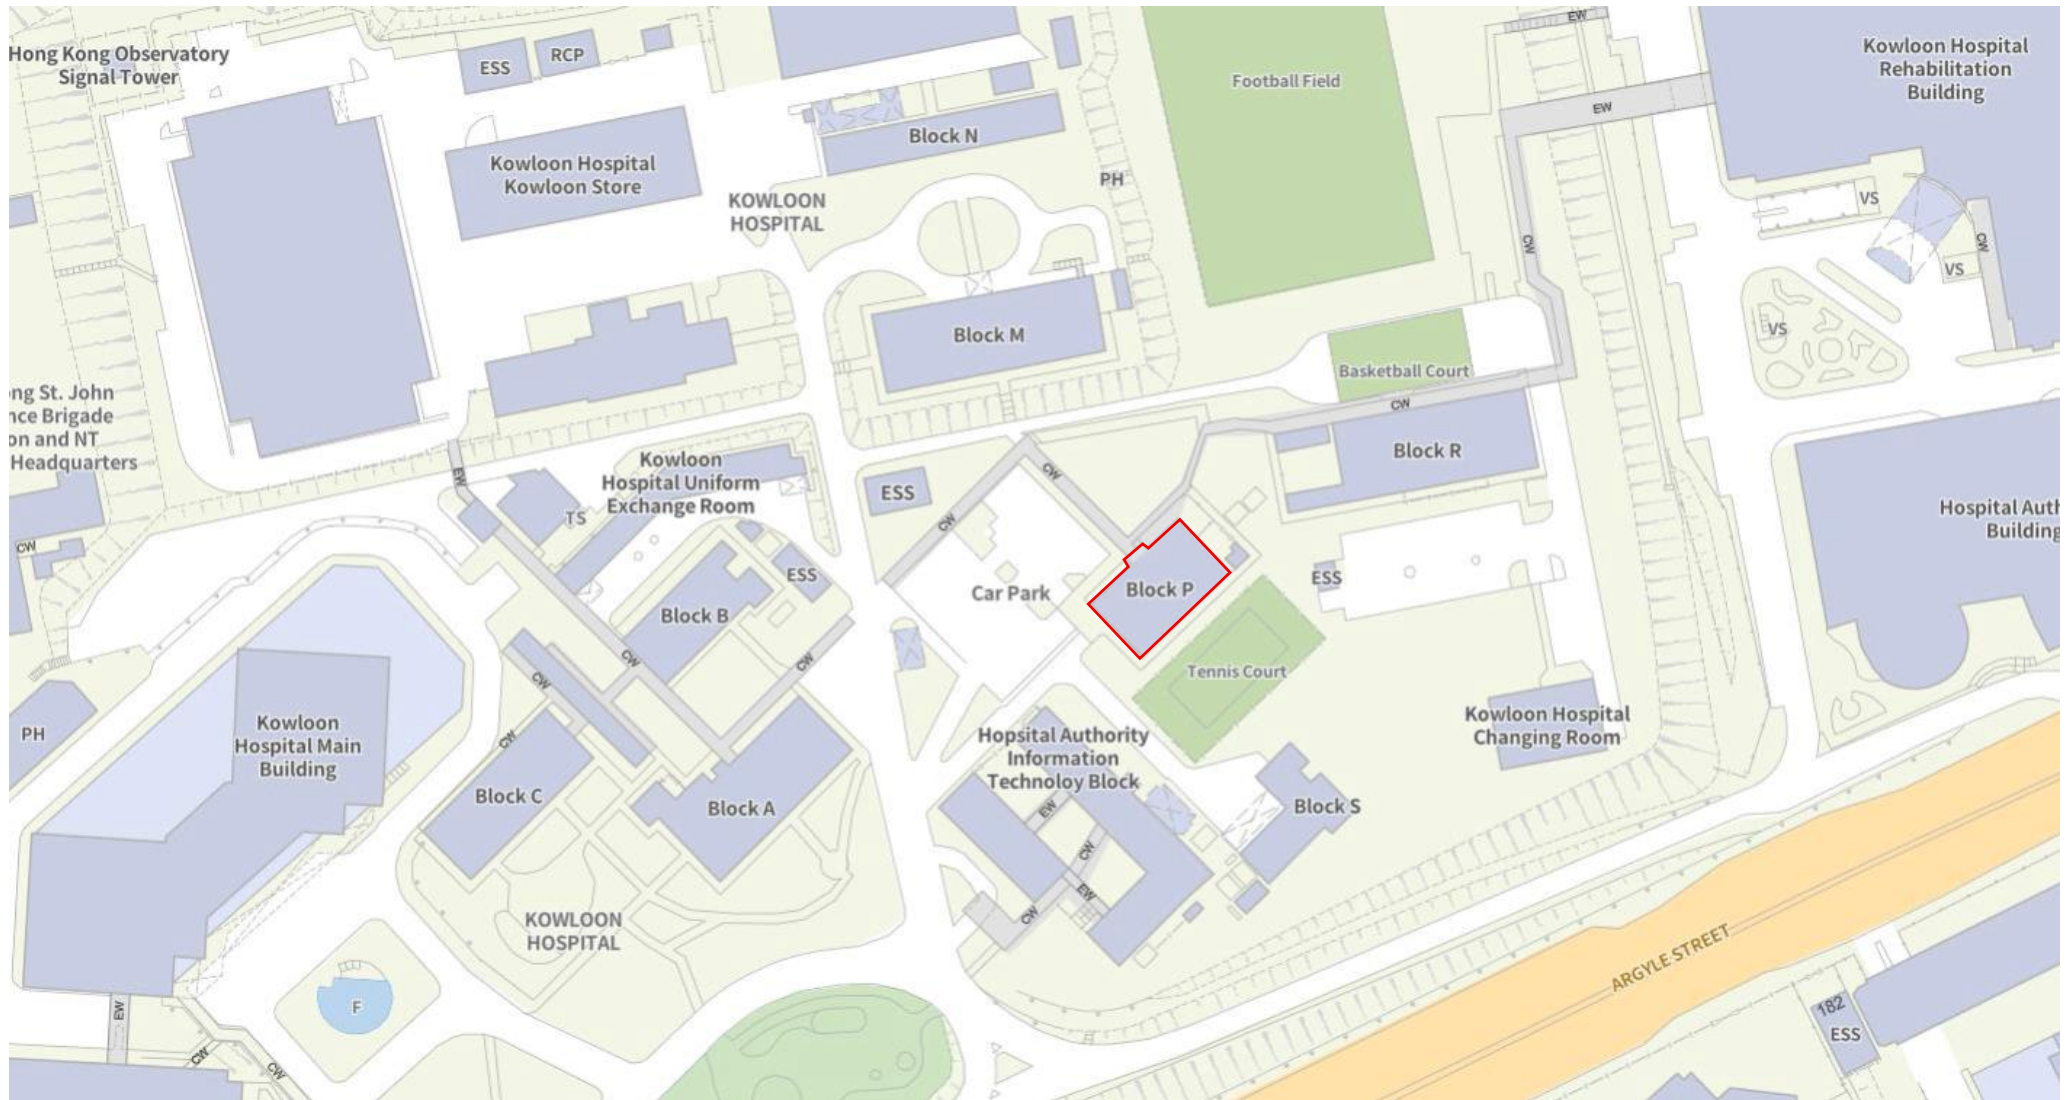 EW
Hong Kong Observatory
Signal Tower
ESS
RCP
Football Field
Kowloon Hospital
Rehabilitation
Building
EW
Block N
Kowloon Hospital
Kowloon Store
PH
KOWLOON
HOSPITAL
VS
CW
CW
VS
Block M
VS
Basketball Court
CW
ng St. John
nce Brigade
on and NT
Headquarters
Block R
Kowloon
Hospital Uniform
Exchange Room
EW
CW
ESS
TS
CW
Hospital Auth
Building
CW
ESS
ESS
Car Park
Block P
Block B
CW
CW
CW
Tennis Court
PH
Kowloon
Hospital Main
Building
CW
Hopsital Authority
Information
Technoloy Block
Kowloon Hospital
Changing Room
Block C
Block A
EW
Block S
CW
EW
CW
KOWLOON
HOSPITAL
ARGYLE STREET
F
EW
182
ESS
CW
CW